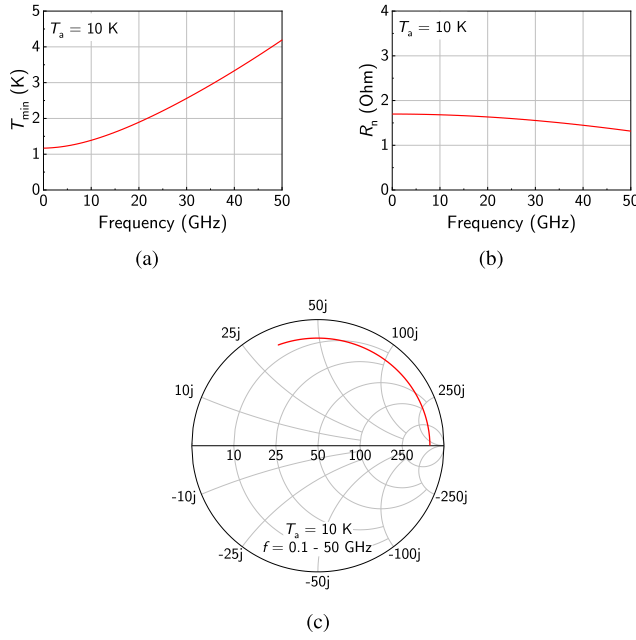 5
4
3
2
1
0
T_a = 10 K
T_min (K)
0 10 20 30 40 50
Frequency (GHz)
(a)
4
3
2
1
0
T_a = 10 K
R_n (Ohm)
0 10 20 30 40 50
Frequency (GHz)
(b)
50j
25j 100j
10j 250j
10 25 50 100 250
-10j -250j
T_a = 10 K
f = 0.1 - 50 GHz
-25j -100j
-50j
(c)